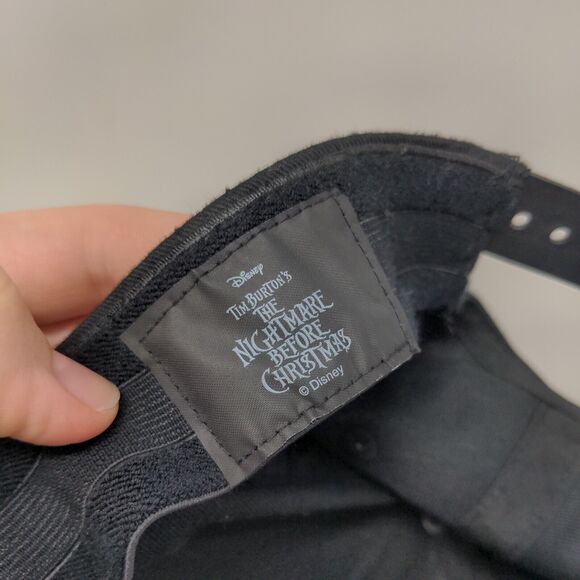 Disney
Tim Burton's
THE
NIGHTMARE
BEFORE
CHRISTMAS
© Disney